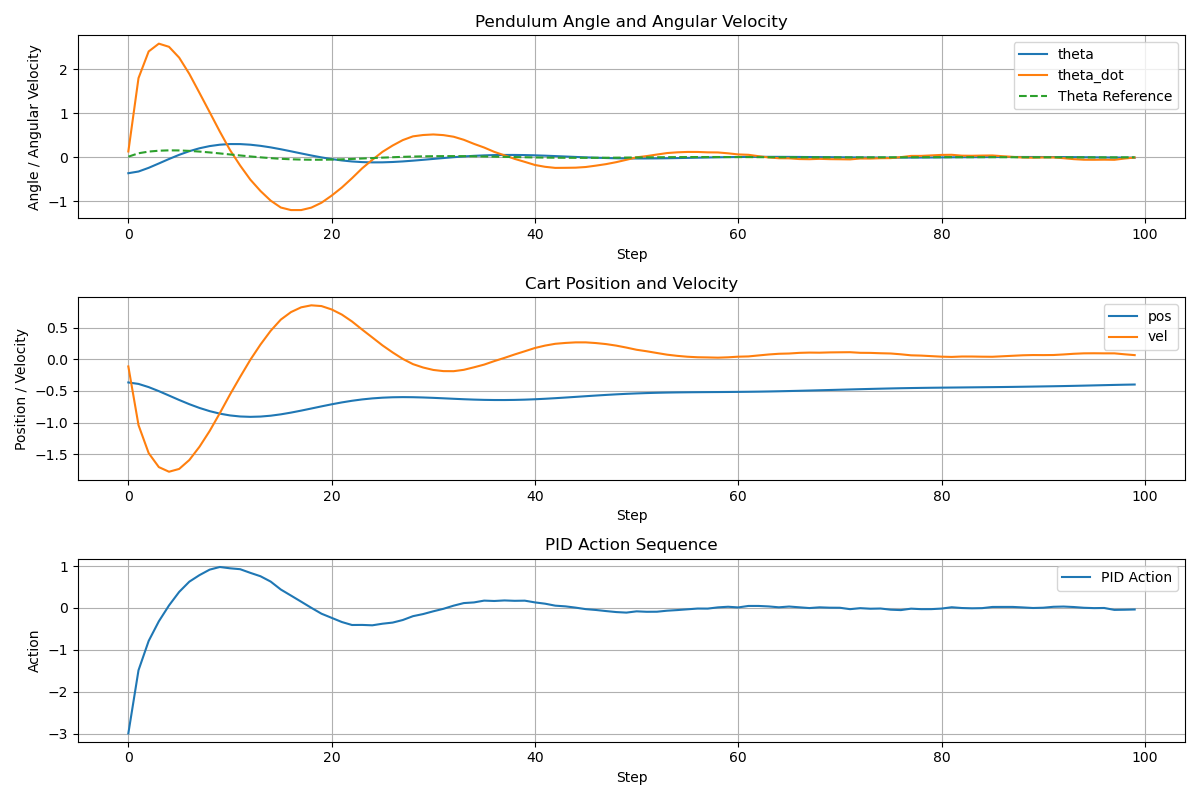 Pendulum Angle and Angular Velocity
Angle / Angular Velocity
2
1
0
−1
theta
theta_dot
Theta Reference
0 20 40 60 80 100
Step
Cart Position and Velocity
Position / Velocity
0.5
0.0
−0.5
−1.0
−1.5
pos
vel
0 20 40 60 80 100
Step
PID Action Sequence
Action
1
0
−1
−2
−3
PID Action
0 20 40 60 80 100
Step